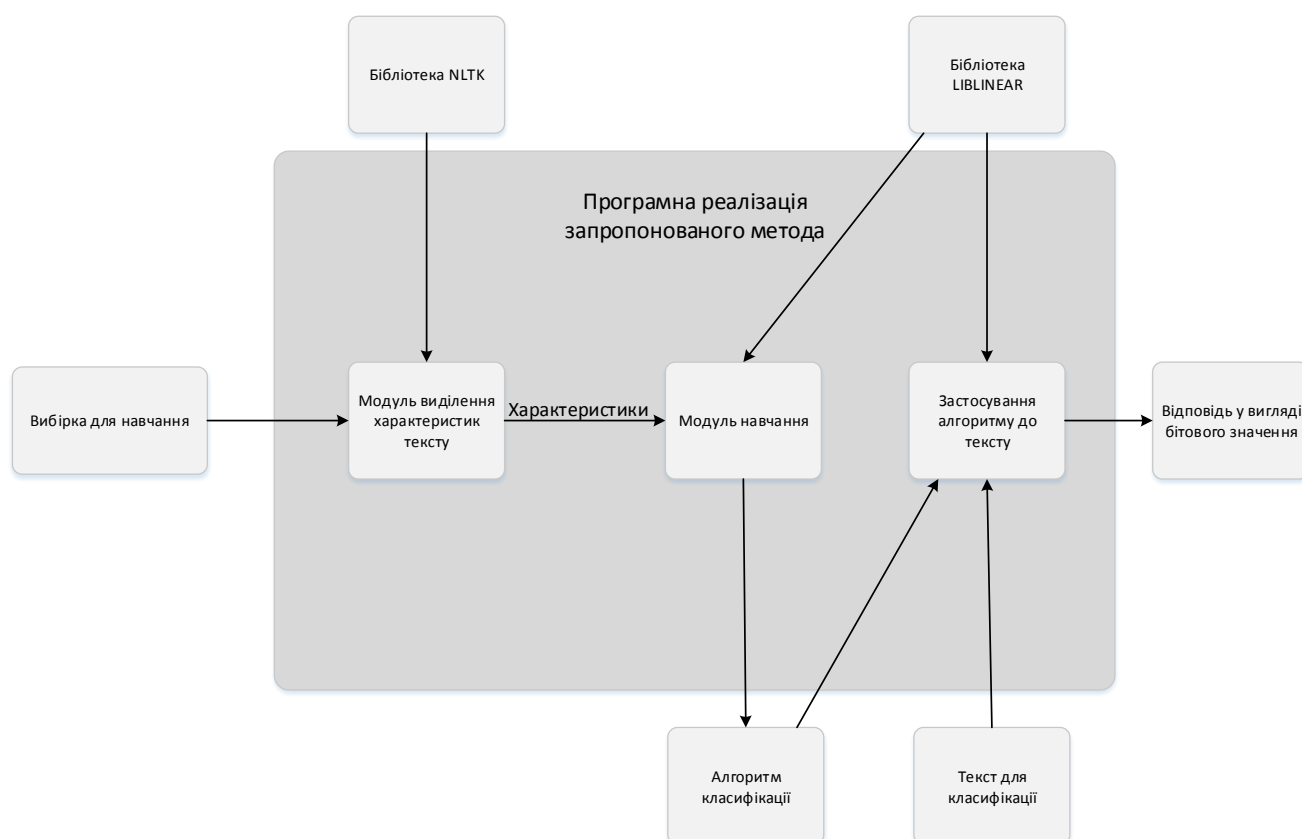 Бібліотека NLTK
Бібліотека
LIBLINEAR
Програмна реалізація
запропонованого метода
Вибірка для навчання
Модуль виділення
характеристик
тексту
Характеристики
Модуль навчання
Застосування
алгоритму до
тексту
Відповідь у вигляді
бітового значення
Алгоритм
класифікації
Текст для
класифікації